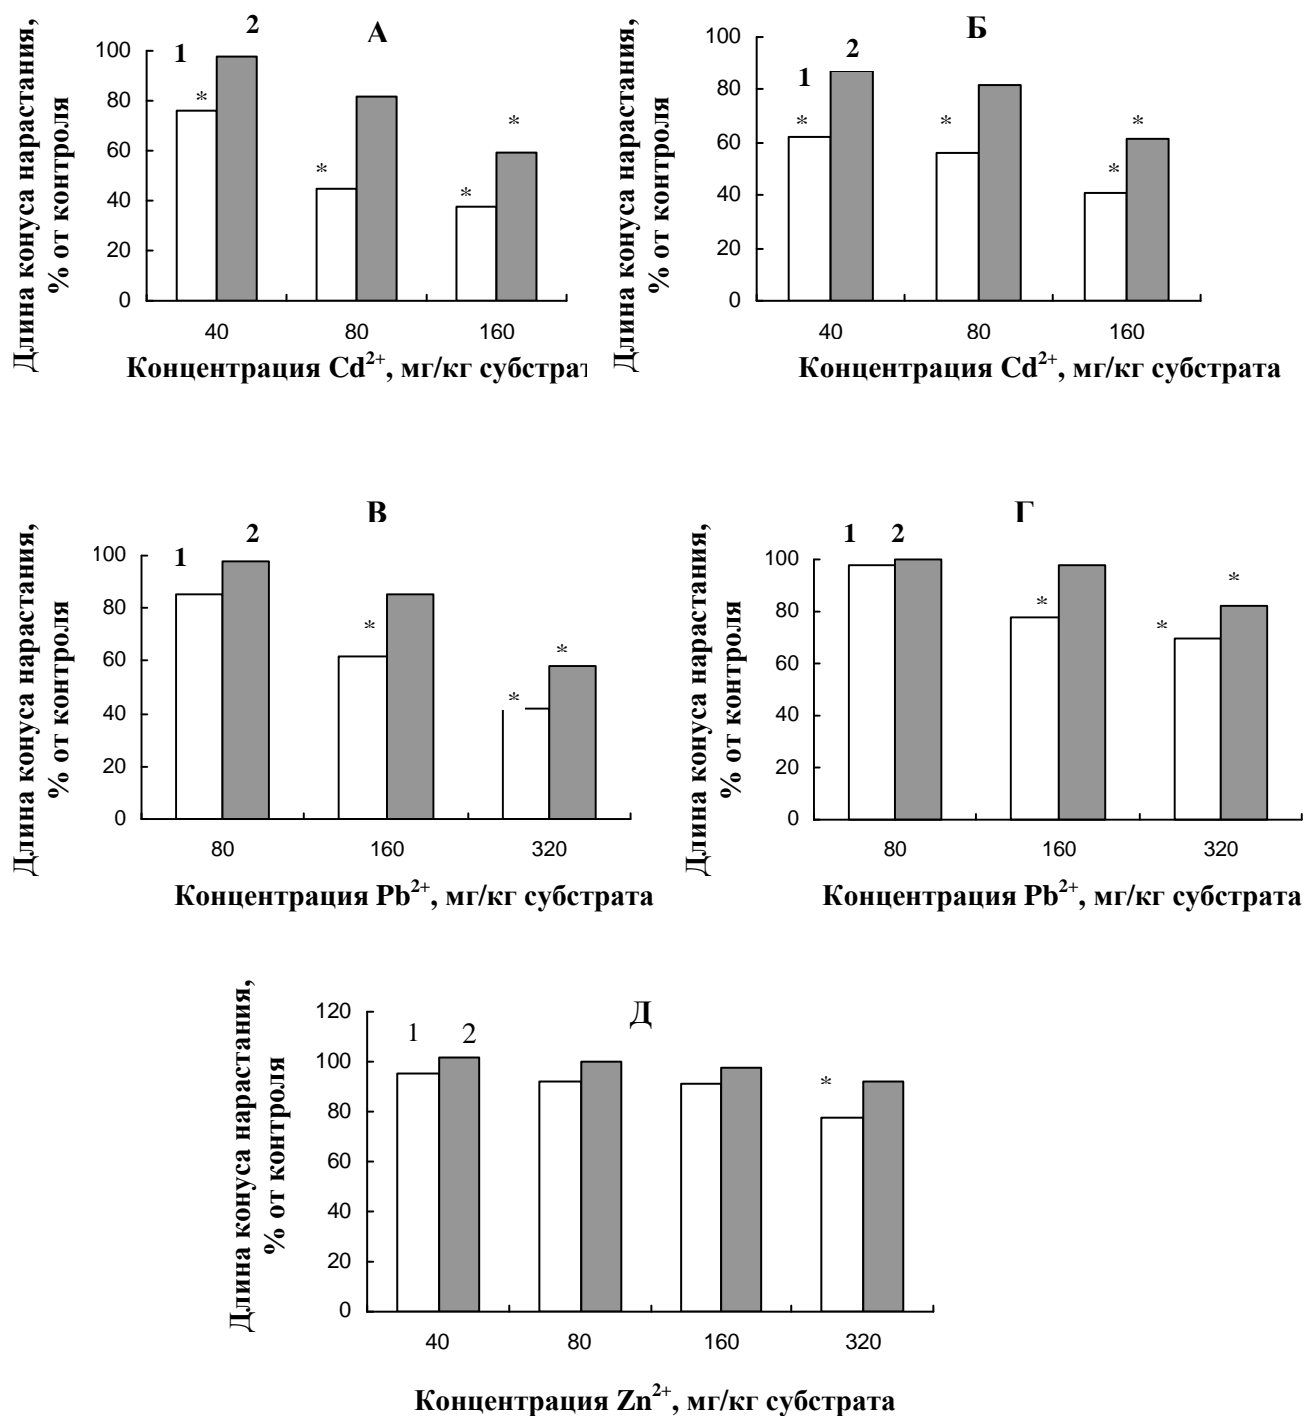 А
Длина конуса нарастания,
% от контроля
100
80
60
40
20
0
1
2
*
*
*
*
40 80 160
Концентрация Cd²⁺, мг/кг субстрат
Б
Длина конуса нарастания,
% от контроля
100
80
60
40
20
0
1
2
*
*
*
*
40 80 160
Концентрация Cd²⁺, мг/кг субстрата
В
Длина конуса нарастания,
% от контроля
100
80
60
40
20
0
1
2
*
*
*
80 160 320
Концентрация Pb²⁺, мг/кг субстрата
Г
Длина конуса нарастания,
% от контроля
100
80
60
40
20
0
1 2
*
*
*
80 160 320
Концентрация Pb²⁺, мг/кг субстрата
Д
Длина конуса нарастания,
% от контроля
120
100
80
60
40
20
0
1 2
*
40 80 160 320
Концентрация Zn²⁺, мг/кг субстрата